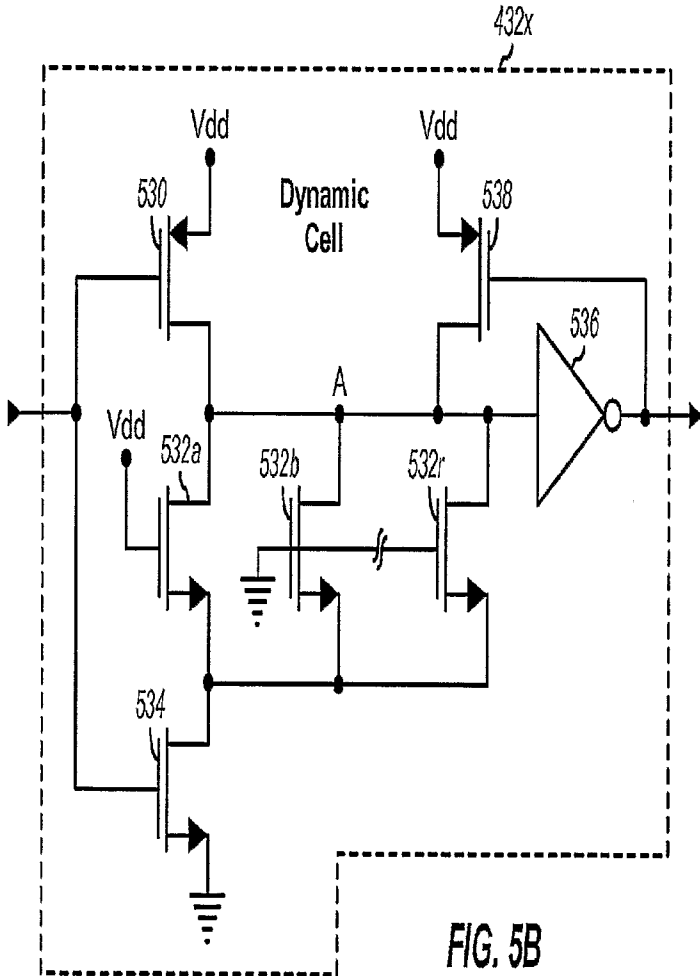 432x
Vdd
Vdd
530
Dynamic
Cell
538
536
A
Vdd
532a
532b
532r
534
FIG. 5B